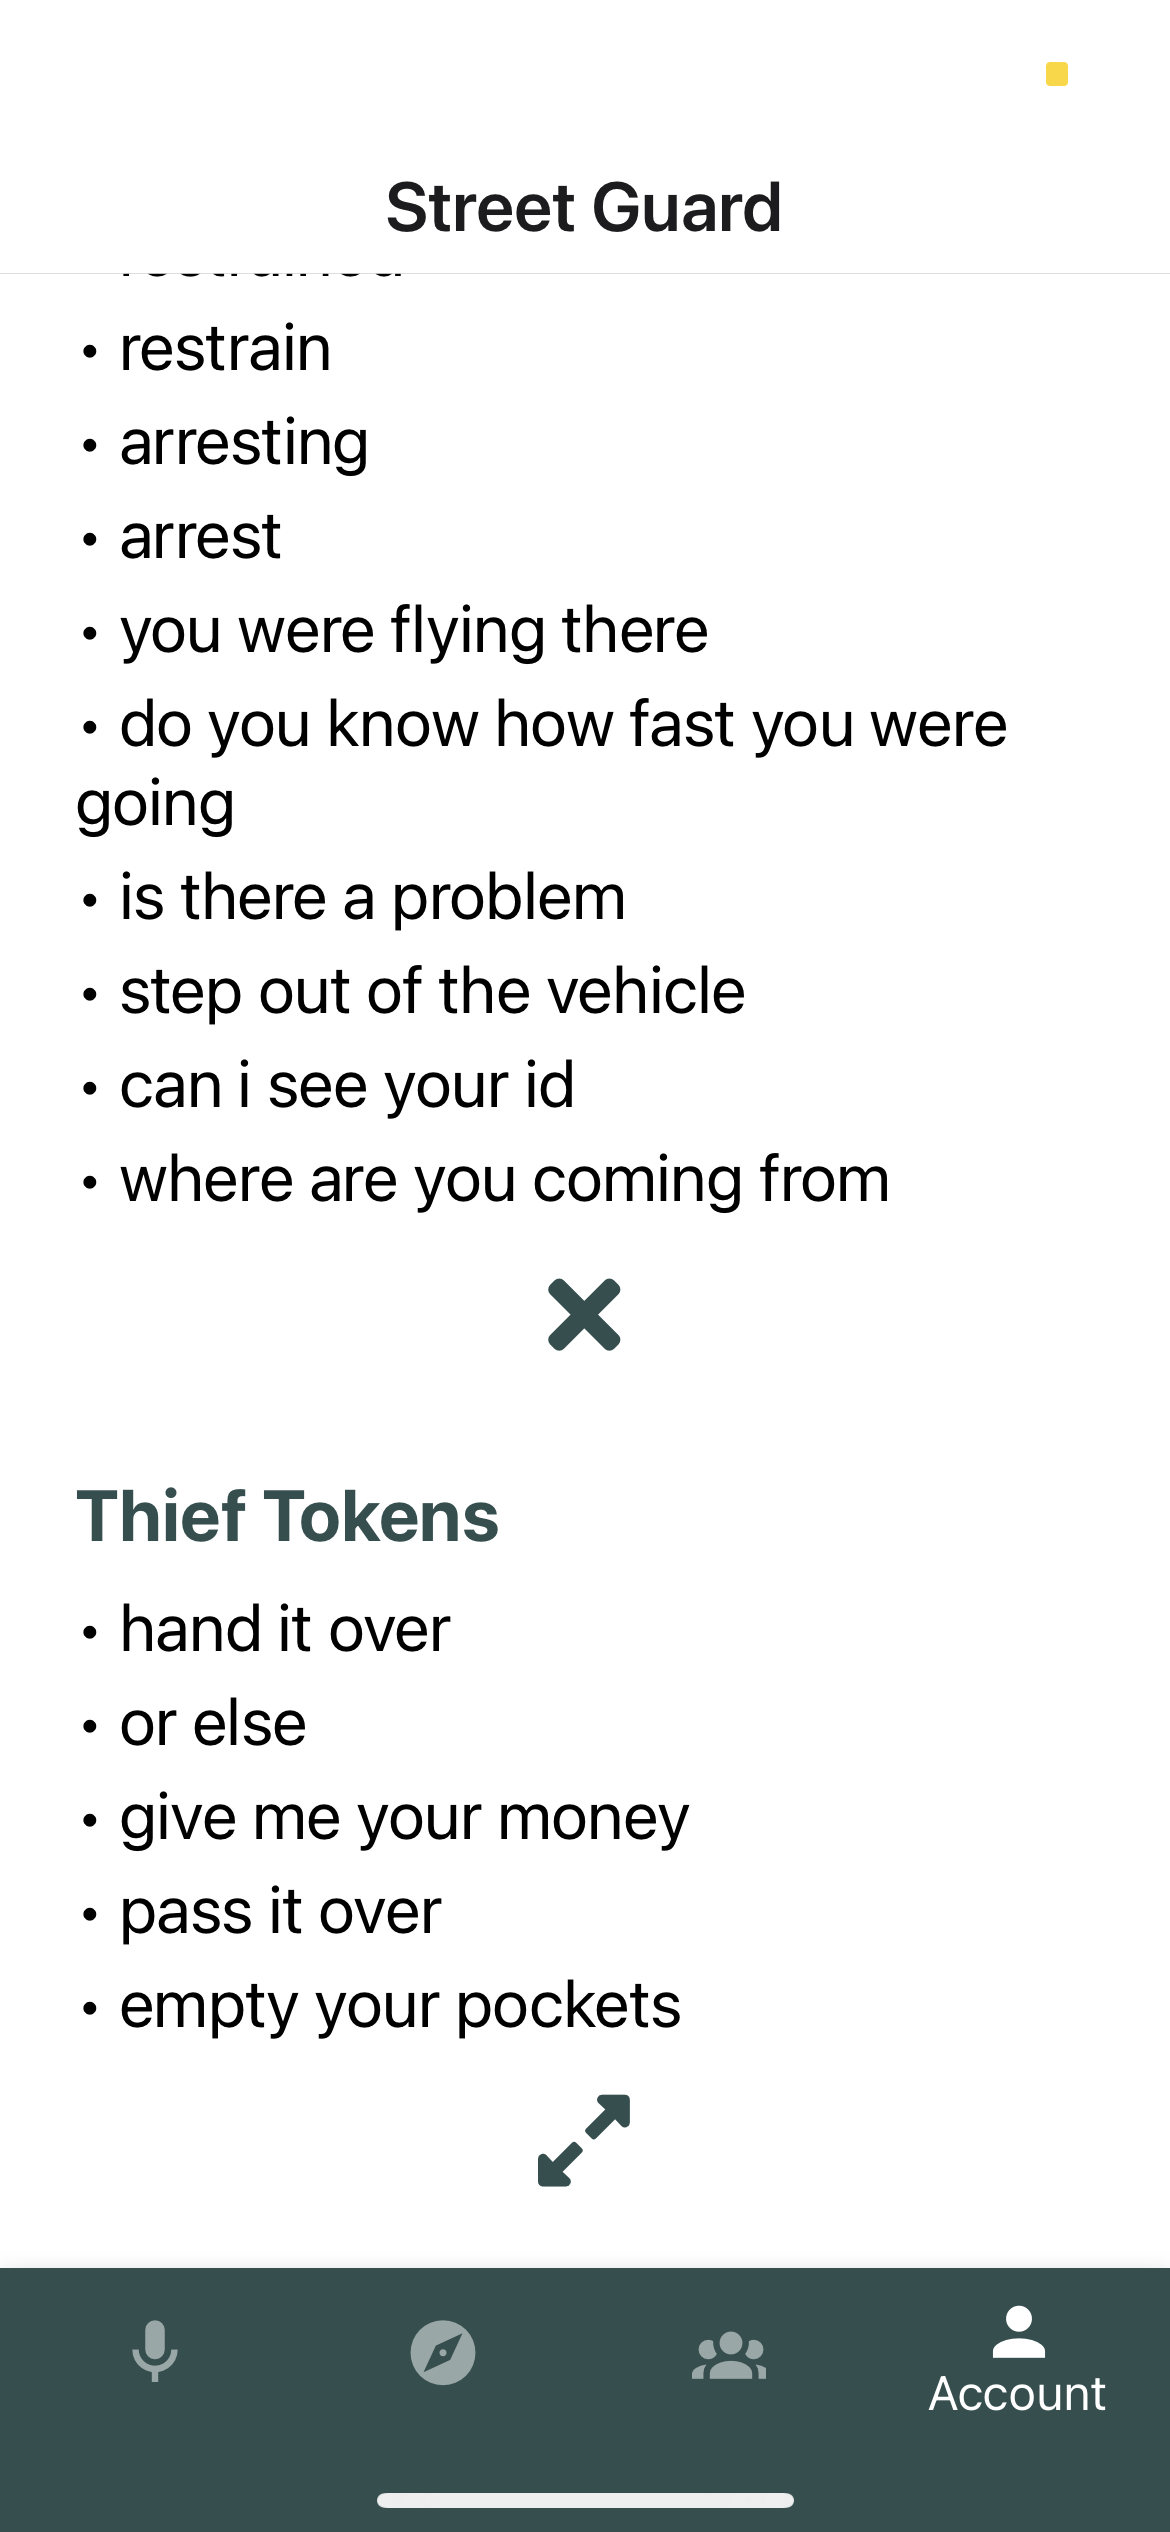 Street Guard
• restrain
• arresting
• arrest
• you were flying there
• do you know how fast you were
going
• is there a problem
• step out of the vehicle
• can i see your id
• where are you coming from
Thief Tokens
• hand it over
• or else
• give me your money
• pass it over
• empty your pockets
Account